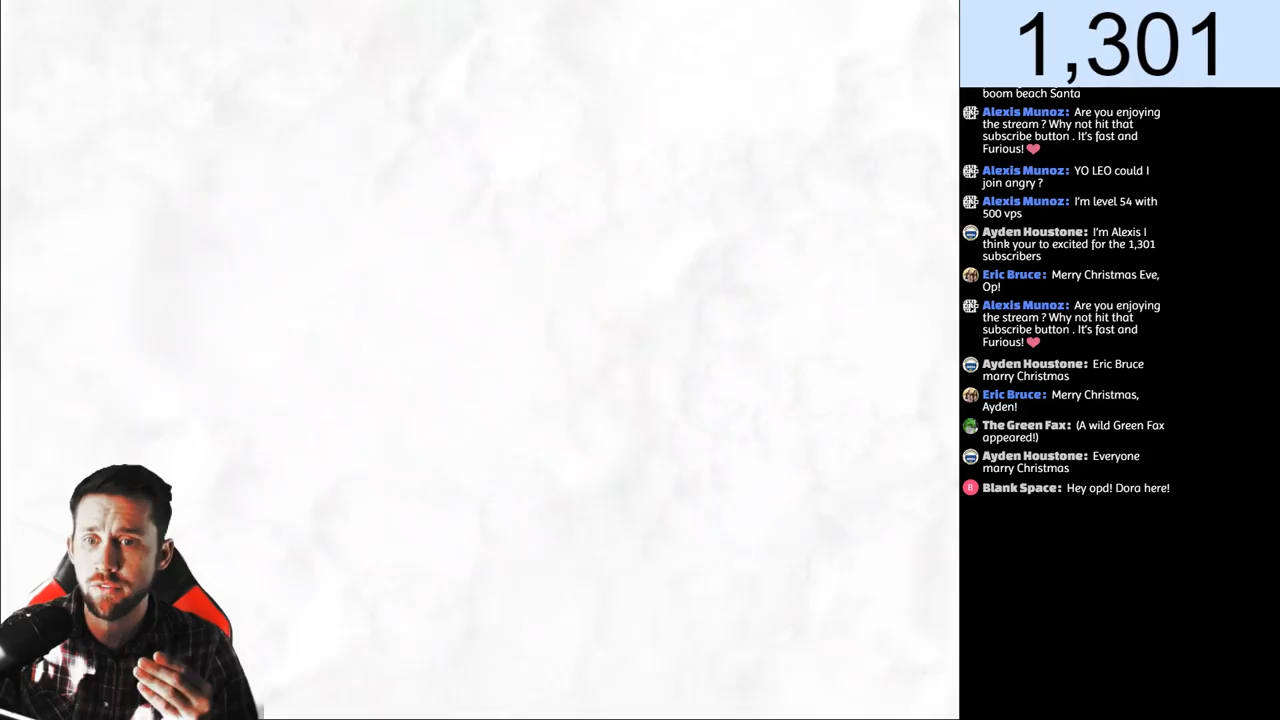 1,301
boom beach Santa
Alexis Munoz: Are you enjoying
the stream ? Why not hit that
subscribe button . It's fast and
Furious! ❤
Alexis Munoz: YO LEO could I
join angry ?
Alexis Munoz: I'm level 54 with
500 vps
Ayden Houstone: I'm Alexis I
think your to excited for the 1,301
subscribers
Eric Bruce: Merry Christmas Eve,
Op!
Alexis Munoz: Are you enjoying
the stream ? Why not hit that
subscribe button . It's fast and
Furious! ❤
Ayden Houstone: Eric Bruce
marry Christmas
Eric Bruce: Merry Christmas,
Ayden!
The Green Fax: (A wild Green Fax
appeared!)
Ayden Houstone: Everyone
marry Christmas
B Blank Space: Hey opd! Dora here!